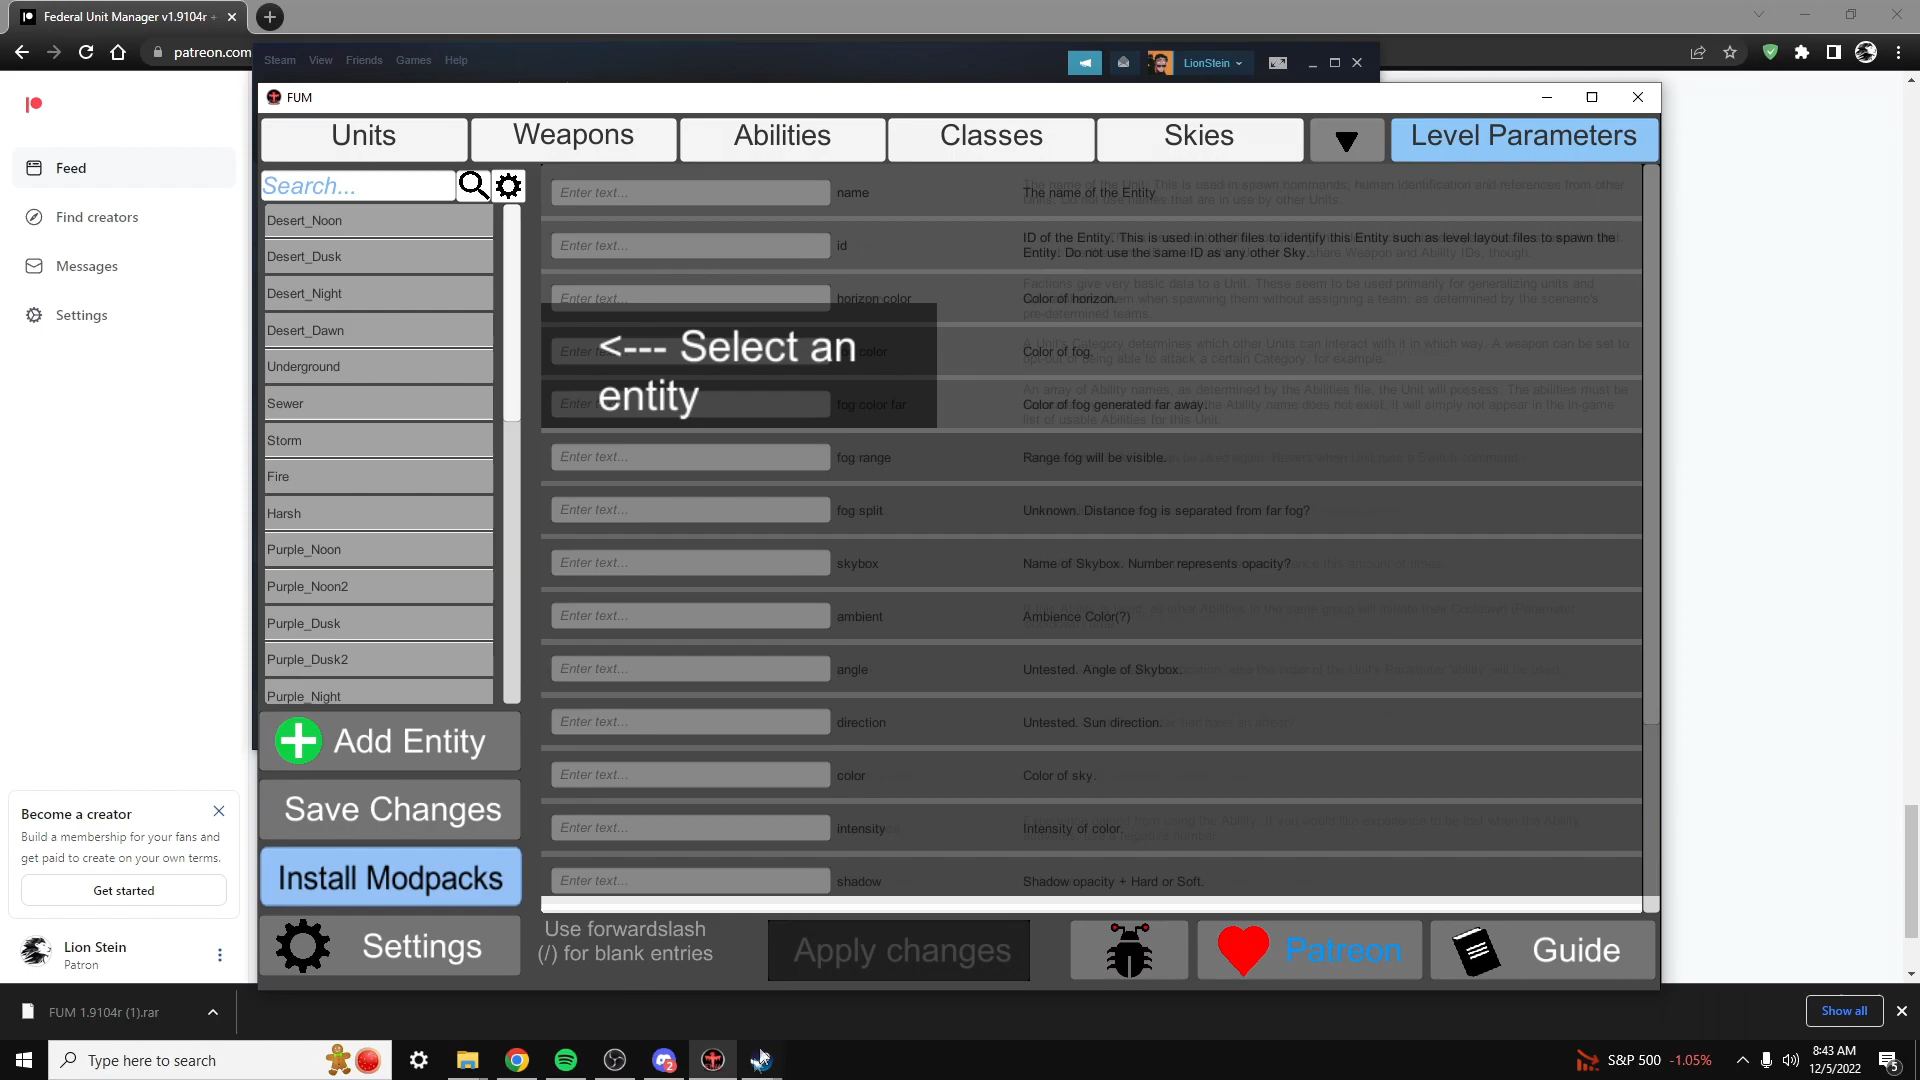 Federal Unit Manager v1.9104r +
patreon.com
Steam View Friends Games Help
LionStein
Feed
Find creators
Messages
Settings
Become a creator
Build a membership for your fans and
get paid to create on your own terms.
Get started
Lion Stein
Patron
FUM
Units Weapons Abilities Classes Skies Level Parameters
Search...
Desert_Noon
Desert_Dusk
Desert_Night
Desert_Dawn
Underground
Sewer
Storm
Fire
Harsh
Purple_Noon
Purple_Noon2
Purple_Dusk
Purple_Dusk2
Purple_Night
Add Entity
Save Changes
Install Modpacks
Settings
Enter text... name The name of the Entity
Enter text... id ID of the Entity. This is used in other files to identify this Entity such as level layout files to spawn the
Entity. Do not use the same ID as any other Sky.
Enter text... horizon color Color of horizon.
Color of fog.
fog color far Color of fog generated far away.
<--- Select an
entity
Enter text... fog range Range fog will be visible.
Enter text... fog split Unknown. Distance fog is separated from far fog?
Enter text... skybox Name of Skybox. Number represents opacity?
Enter text... ambient Ambience Color(?)
Enter text... angle Untested. Angle of Skybox.
Enter text... direction Untested. Sun direction.
Enter text... color Color of sky.
Enter text... intensity Intensity of color.
Enter text... shadow Shadow opacity + Hard or Soft.
Use forwardslash
(/) for blank entries
Apply changes
Patreon
Guide
FUM 1.9104r (1).rar
Show all
Type here to search
2
S&P 500 -1.05%
8:43 AM
12/5/2022
5